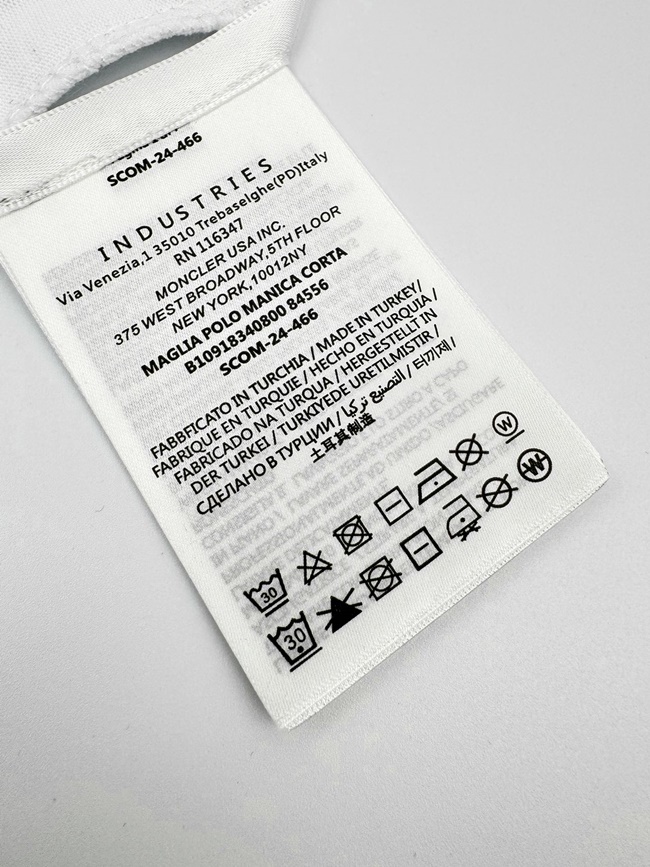 SCOM-24-466
INDUSTRIES
Via Venezia,1 35010 Trebaselghe(PD)Italy
RN 116347
MONCLER USA INC.
375 WEST BROADWAY,5TH FLOOR
NEW YORK,10012NY
MAGLIA POLO MANICA CORTA
B10918340800 84556
SCOM-24-466
FABBFICATO IN TURCHIA / MADE IN TURKEY/
FABRIQUE EN TURQUIE / HECHO EN TURQUIA /
FABRICADO NA TURQUA / HERGESTELLT IN
DER TURKEI / TURKIYEDE URETILMISTIR /
СДЕЛАНО В ТУРЦИИ / التصنيع تركيا / 터키제 /
土耳其制造
30 W
30 W